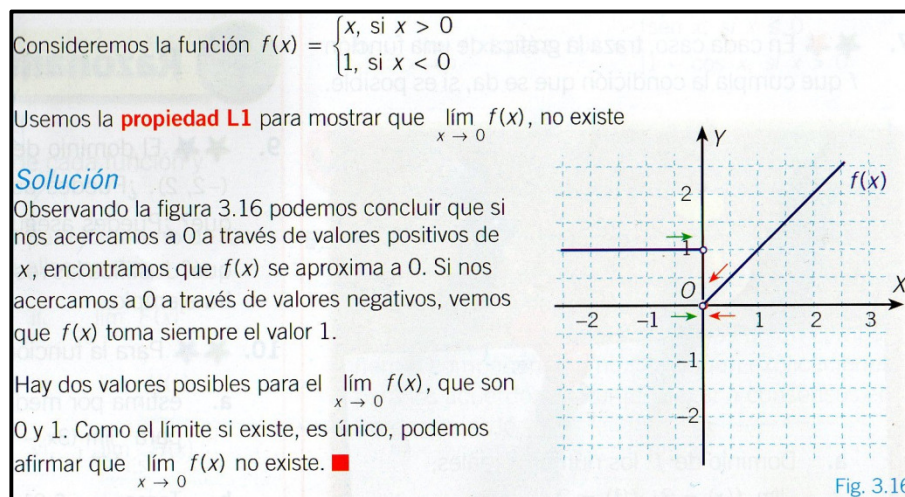 Consideremos la función f(x) = {x, si x > 0
{1, si x < 0
Usemos la propiedad L1 para mostrar que lím f(x), no existe
x → 0
Solución
Observando la figura 3.16 podemos concluir que si
nos acercamos a 0 a través de valores positivos de
x, encontramos que f(x) se aproxima a 0. Si nos
acercamos a 0 a través de valores negativos, vemos
que f(x) toma siempre el valor 1.
Hay dos valores posibles para el lím f(x), que son
x → 0
0 y 1. Como el límite si existe, es único, podemos
afirmar que lím f(x) no existe.
x → 0
Y
f(x)
2
1
0
X
-2 -1 1 2 3
-1
-2
Fig. 3.16